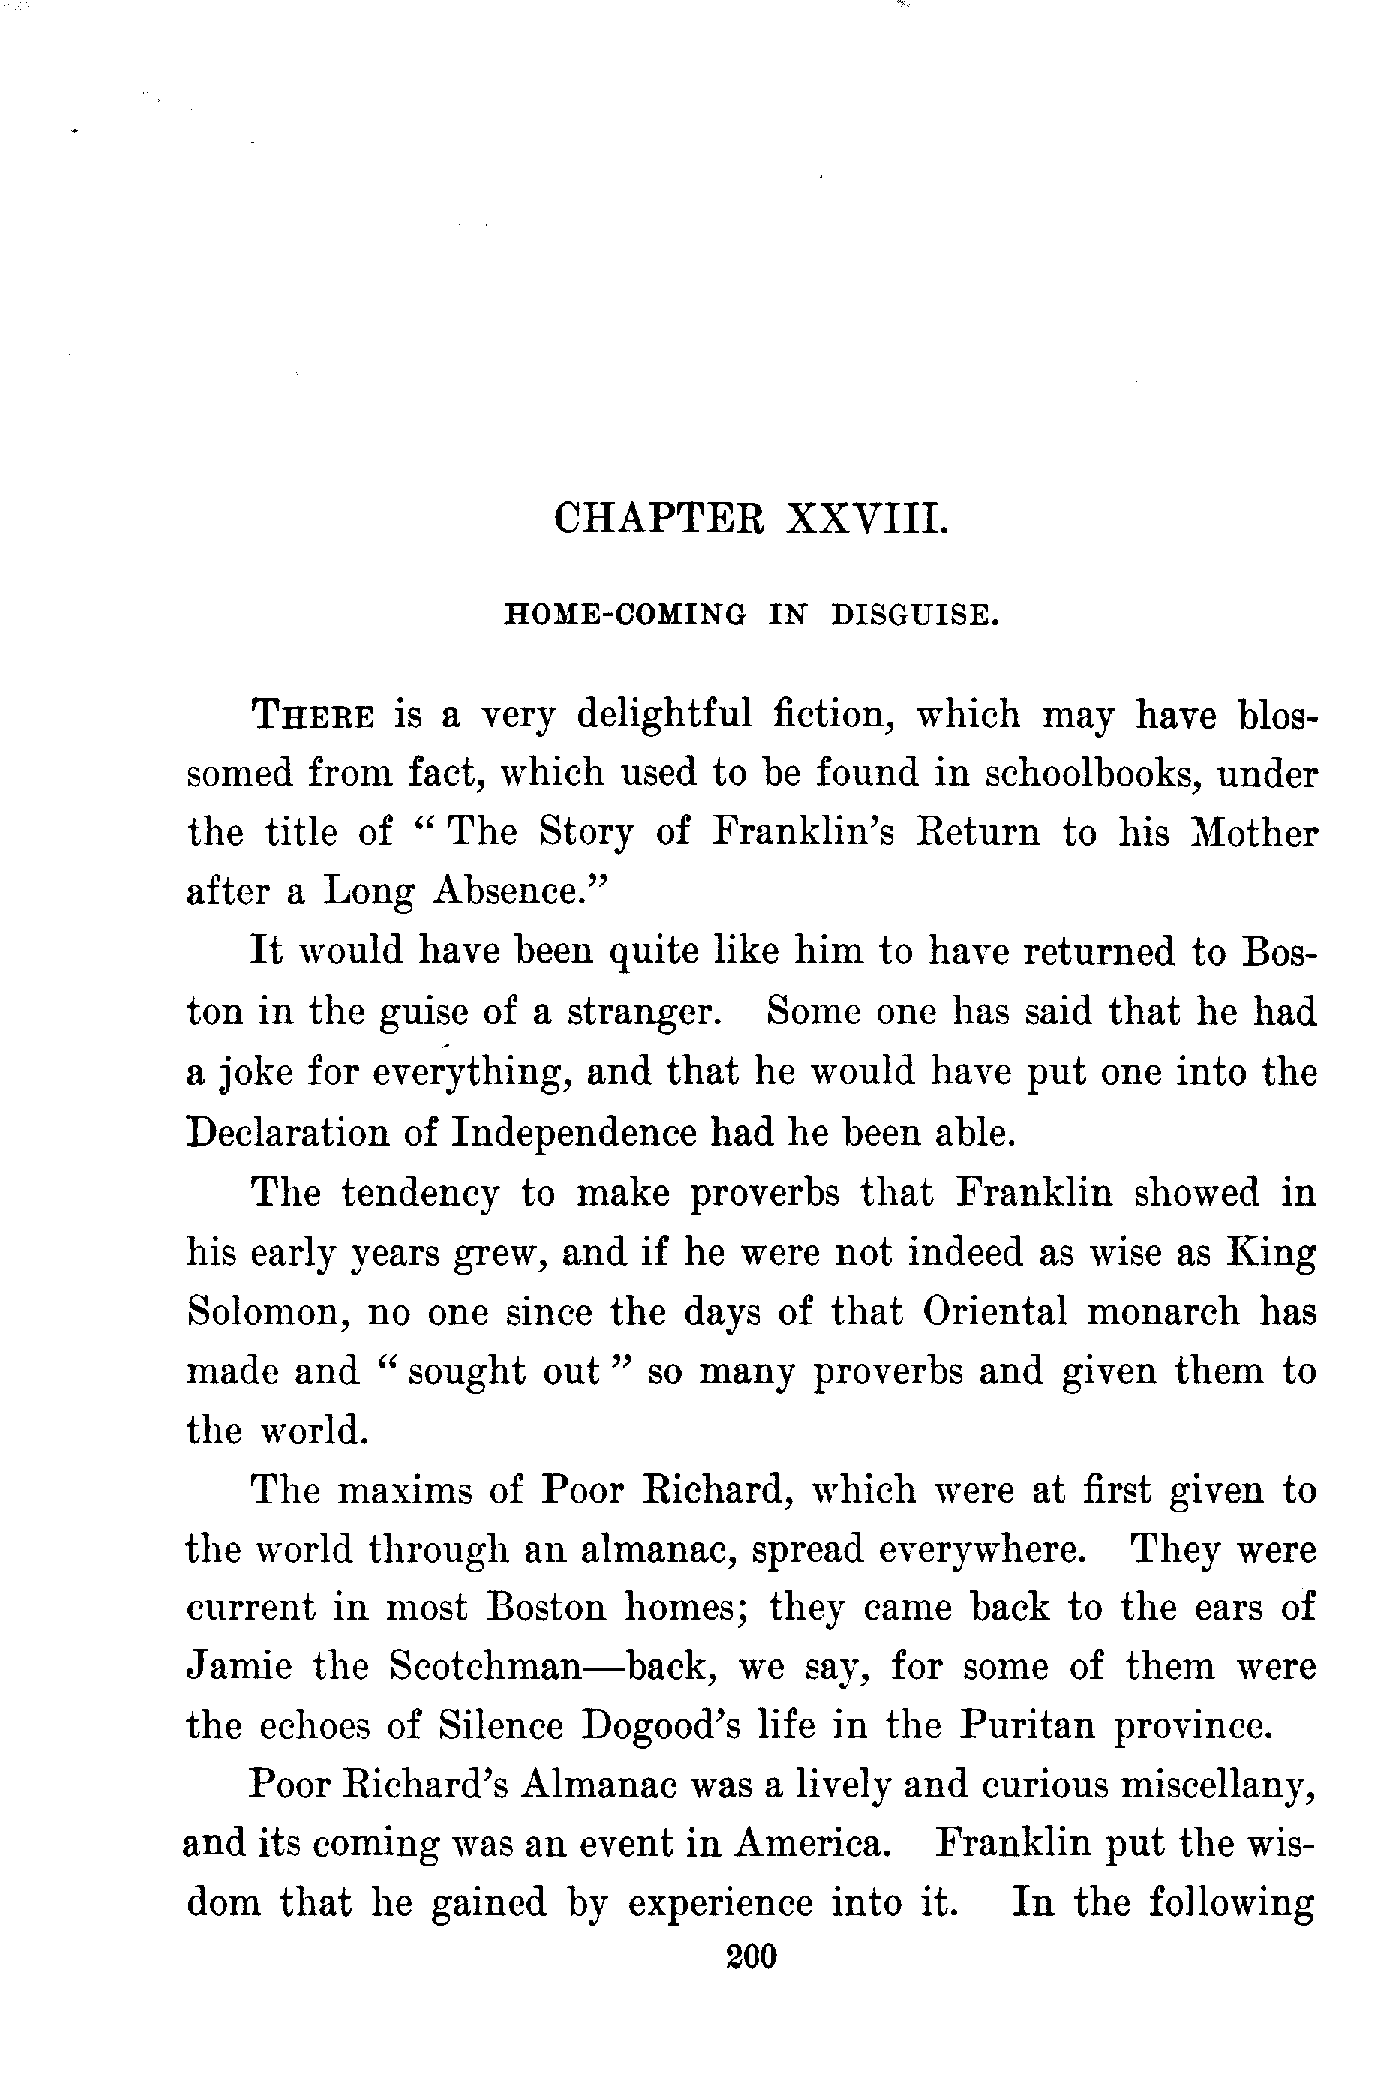 CHAPTER XXVIII.
HOME-COMING IN DISGUISE.
THERE is a very delightful fiction, which may have blos-
somed from fact, which used to be found in schoolbooks, under
the title of “ The Story of Franklin’s Return to his Mother
after a Long Absence.”
It would have been quite like him to have returned to Bos-
ton in the guise of a stranger. Some one has said that he had
a joke for everything, and that he would have put one into the
Declaration of Independence had he been able.
The tendency to make proverbs that Franklin showed in
his early years grew, and if he were not indeed as wise as King
Solomon, no one since the days of that Oriental monarch has
made and “ sought out ” so many proverbs and given them to
the world.
The maxims of Poor Richard, which were at first given to
the world through an almanac, spread everywhere. They were
current in most Boston homes; they came back to the ears of
Jamie the Scotchman—back, we say, for some of them were
the echoes of Silence Dogood’s life in the Puritan province.
Poor Richard’s Almanac was a lively and curious miscellany,
and its coming was an event in America. Franklin put the wis-
dom that he gained by experience into it. In the following
200